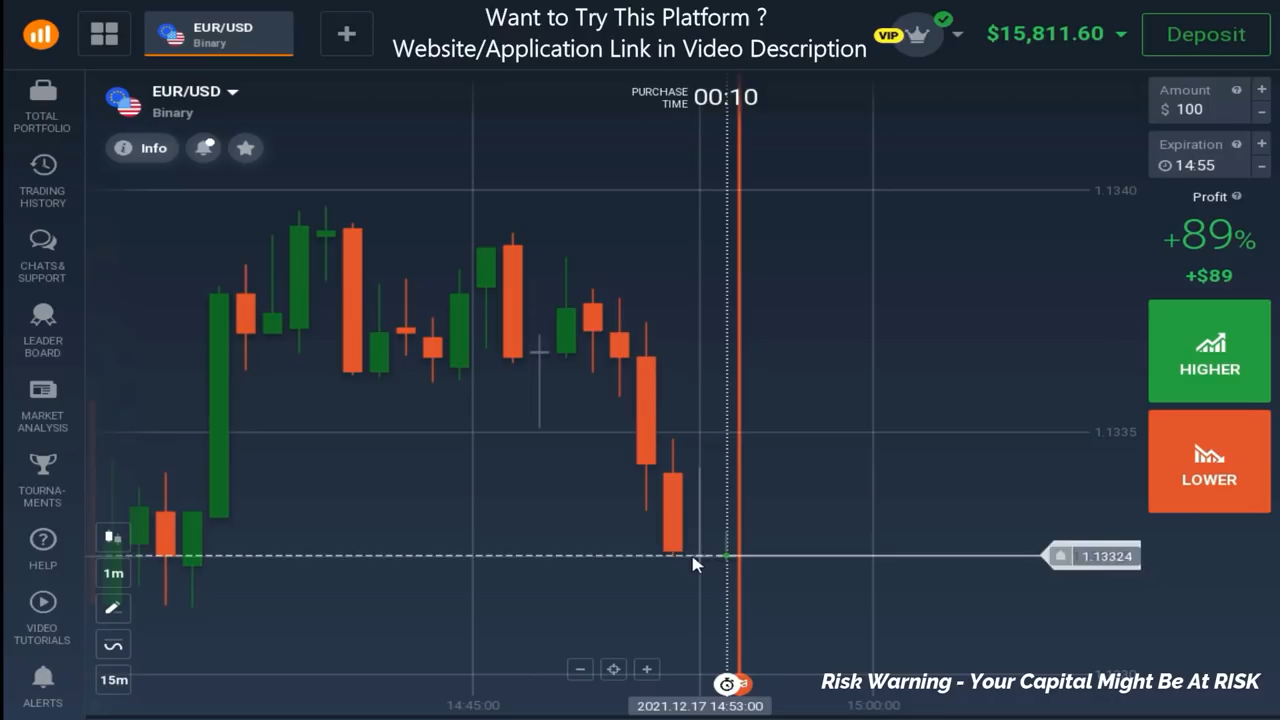 Want to Try This Platform ?
Website/Application Link in Video Description
EUR/USD
Binary
VIP
$15,811.60
Deposit
EUR/USD
Binary
Info
PURCHASE
TIME
00:10
Amount
$ 100
Expiration
14:55
Profit
+89%
+$89
HIGHER
LOWER
TOTAL
PORTFOLIO
TRADING
HISTORY
CHATS &
SUPPORT
LEADER
BOARD
MARKET
ANALYSIS
TOURNA-
MENTS
HELP
VIDEO
TUTORIALS
ALERTS
1.1340
1.1335
1.13324
1m
15m
14:45:00
2021.12.17 14:53:00
15:00:00
Risk Warning - Your Capital Might Be At RISK